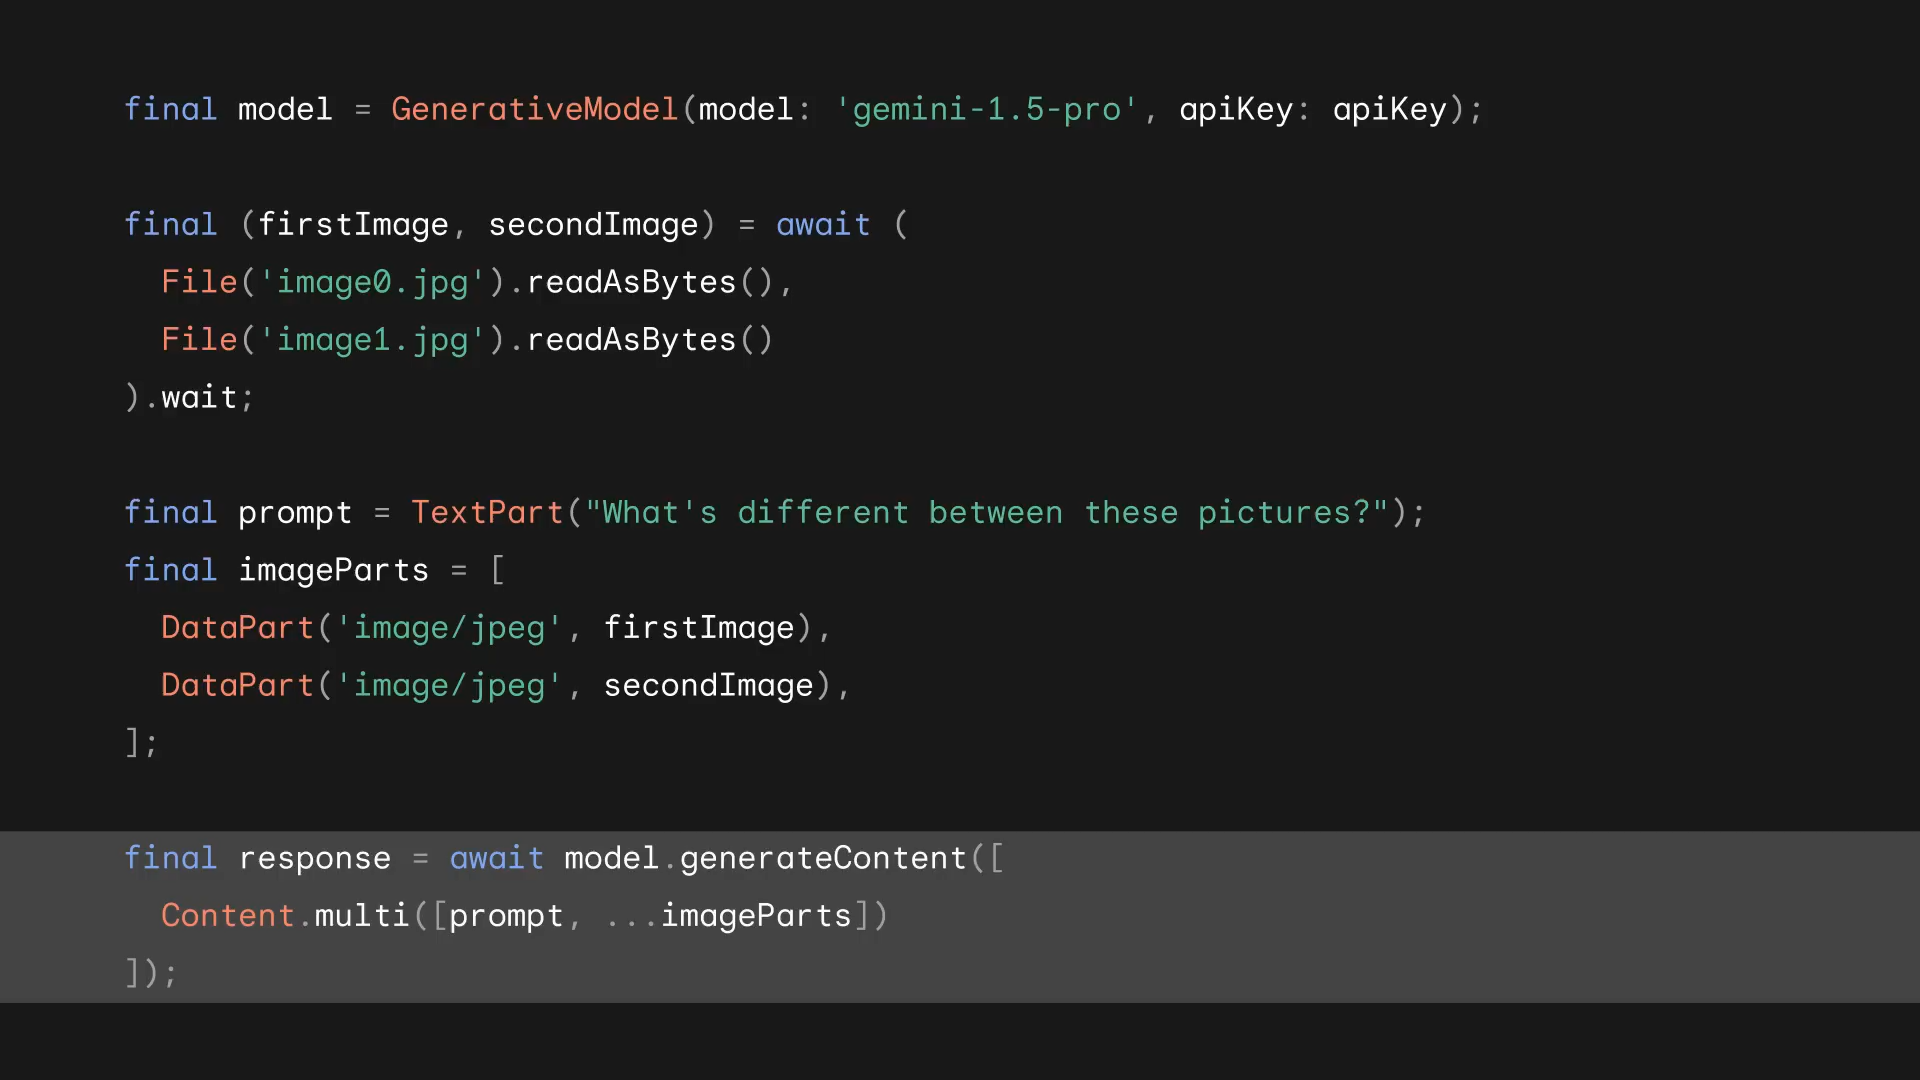 final model = GenerativeModel(model: 'gemini-1.5-pro', apiKey: apiKey);
final (firstImage, secondImage) = await (
  File('image0.jpg').readAsBytes(),
  File('image1.jpg').readAsBytes()
).wait;
final prompt = TextPart("What's different between these pictures?");
final imageParts = [
  DataPart('image/jpeg', firstImage),
  DataPart('image/jpeg', secondImage),
];
final response = await model.generateContent([
  Content.multi([prompt, ...imageParts])
]);